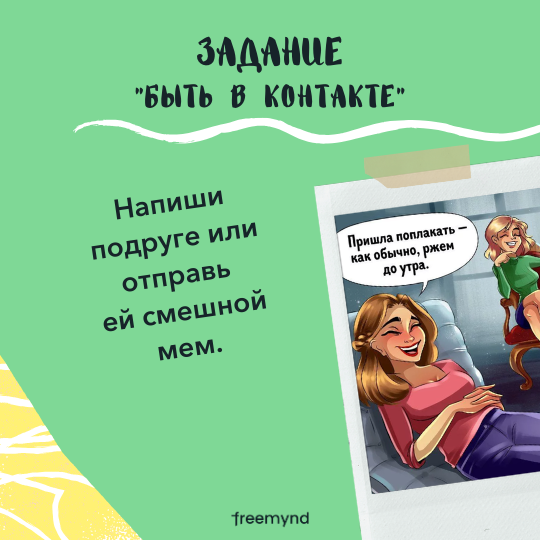 ЗАДАНИЕ
"БЫТЬ В КОНТАКТЕ"
Напиши
подруге или
отправь
ей смешной
мем.
Пришла поплакать –
как обычно, ржем
до утра.
freemynd